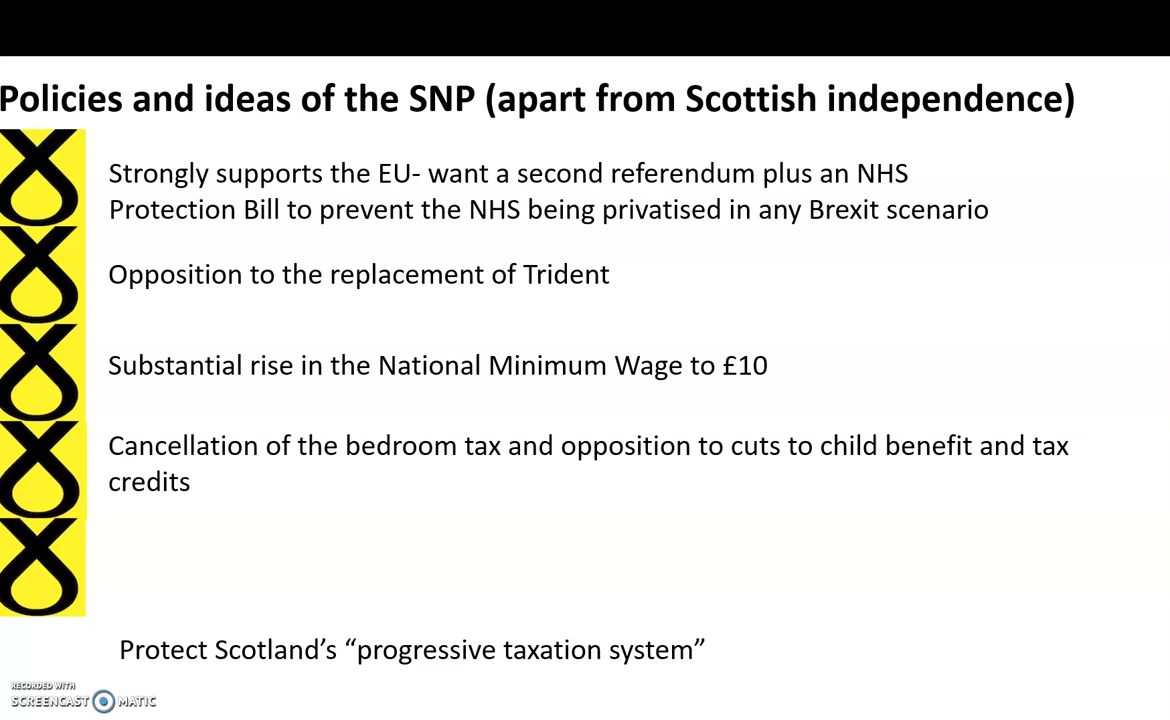 Policies and ideas of the SNP (apart from Scottish independence)
Strongly supports the EU- want a second referendum plus an NHS
Protection Bill to prevent the NHS being privatised in any Brexit scenario
Opposition to the replacement of Trident
Substantial rise in the National Minimum Wage to £10
Cancellation of the bedroom tax and opposition to cuts to child benefit and tax
credits
Protect Scotland’s “progressive taxation system”
RECORDED WITH
SCREENCAST MATIC